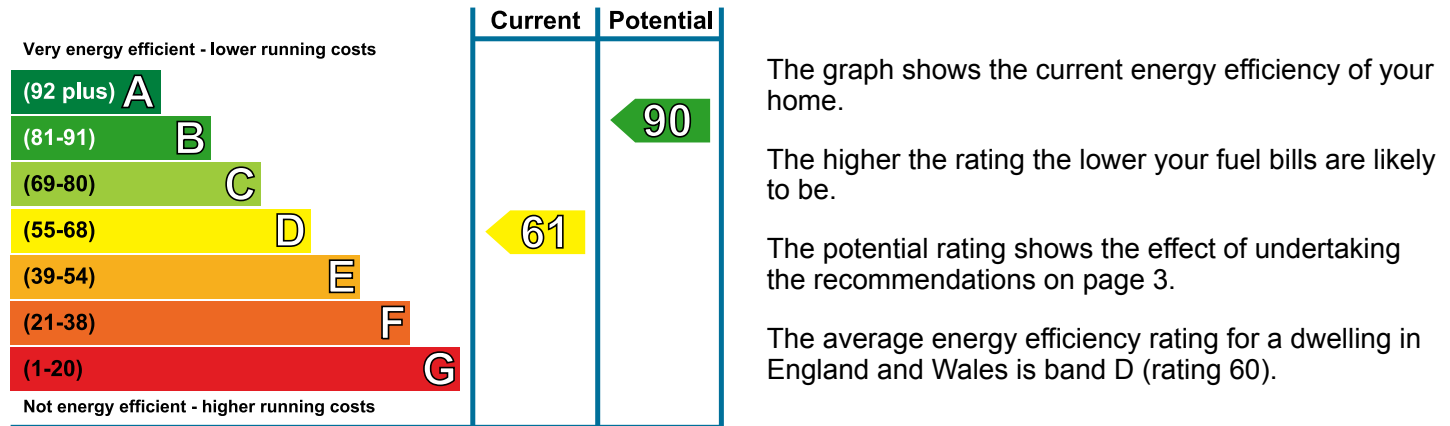 Current Potential
Very energy efficient - lower running costs
(92 plus) A
(81-91) B
(69-80) C
(55-68) D
(39-54) E
(21-38) F
(1-20) G
Not energy efficient - higher running costs
90
61
The graph shows the current energy efficiency of your
home.
The higher the rating the lower your fuel bills are likely
to be.
The potential rating shows the effect of undertaking
the recommendations on page 3.
The average energy efficiency rating for a dwelling in
England and Wales is band D (rating 60).